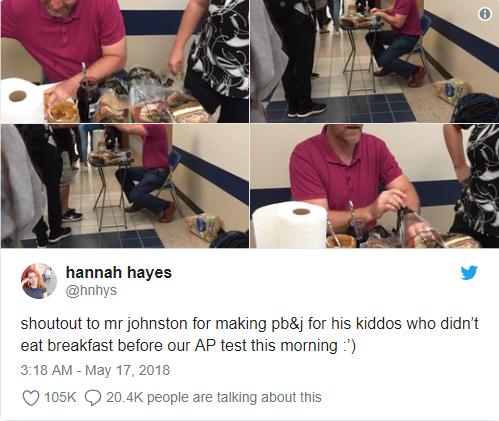 hannah hayes
@hnhys
shoutout to mr johnston for making pb&j for his kiddos who didn't
eat breakfast before our AP test this morning :')
3:18 AM - May 17, 2018
105K 20.4K people are talking about this